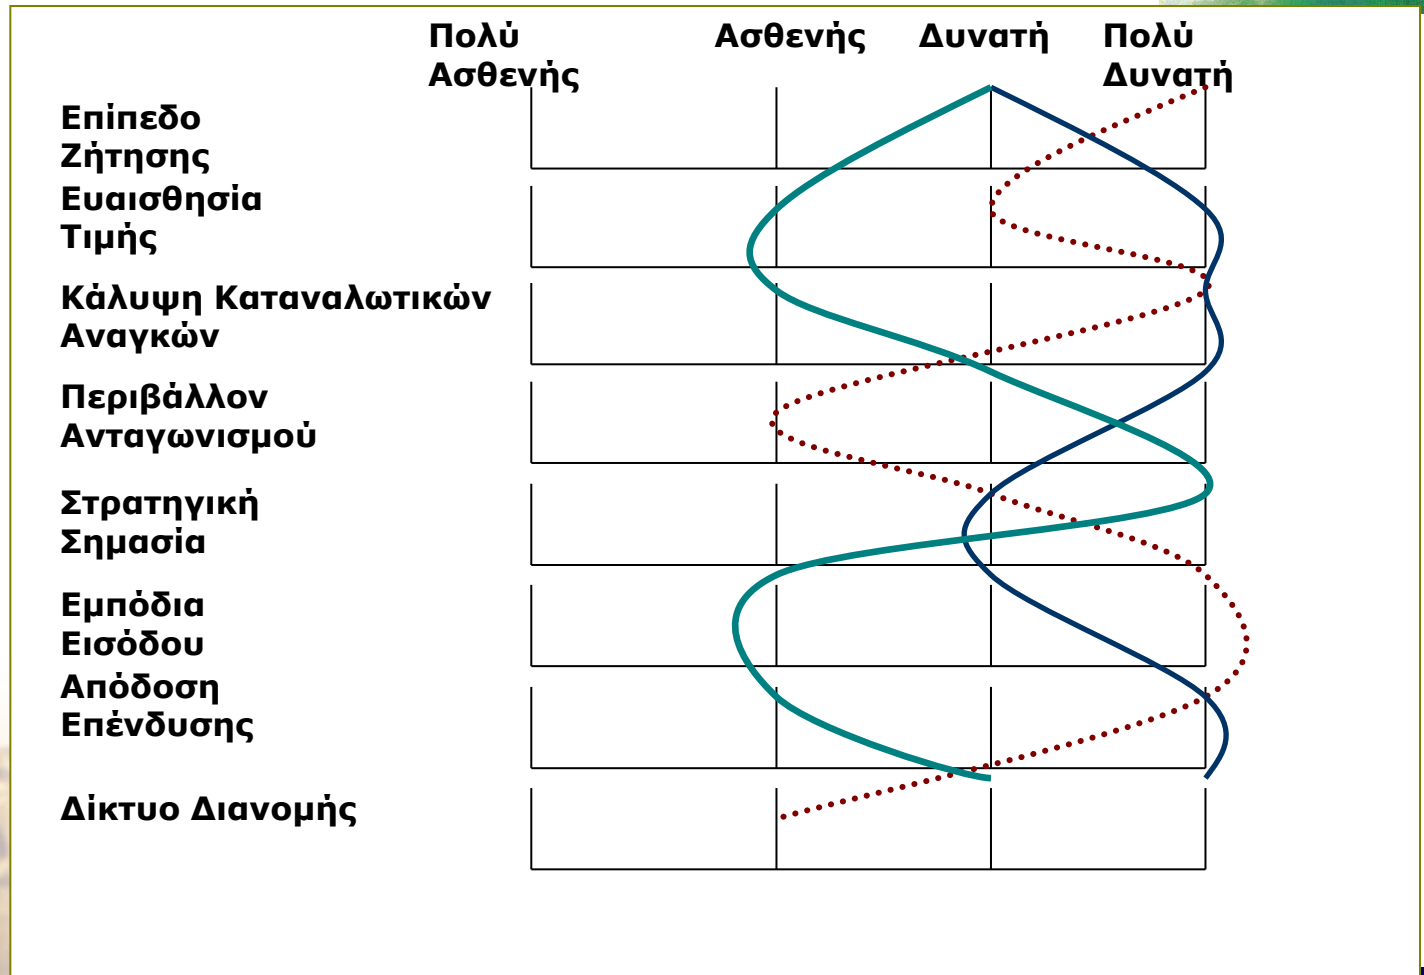 Πολύ
Ασθενής
Ασθενής
Δυνατή
Πολύ
Δυνατή
Επίπεδο
Ζήτησης
Ευαισθησία
Τιμής
Κάλυψη Καταναλωτικών
Αναγκών
Περιβάλλον
Ανταγωνισμού
Στρατηγική
Σημασία
Εμπόδια
Εισόδου
Απόδοση
Επένδυσης
Δίκτυο Διανομής